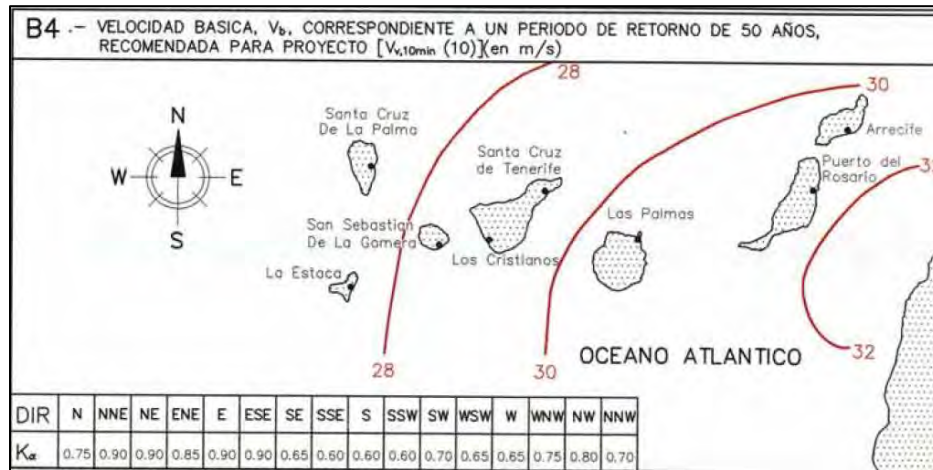 B4 .- VELOCIDAD BASICA, Vb, CORRESPONDIENTE A UN PERIODO DE RETORNO DE 50 AÑOS,
RECOMENDADA PARA PROYECTO [Vv,10min (10)](en m/s)
28
30
Santa Cruz
De La Palma
N
W
E
S
Santa Cruz
de Tenerife
Arrecife
Puerto del
Rosario
San Sebastian
De La Gomera
Las Palmas
La Estaca
Los Cristianos
28
30
OCEANO ATLANTICO
32
DIR N NNE NE ENE E ESE SE SSE S SSW SW WSW W WNW NW NNW
Kα 0.75 0.90 0.90 0.85 0.90 0.90 0.65 0.60 0.60 0.60 0.70 0.65 0.65 0.75 0.80 0.70